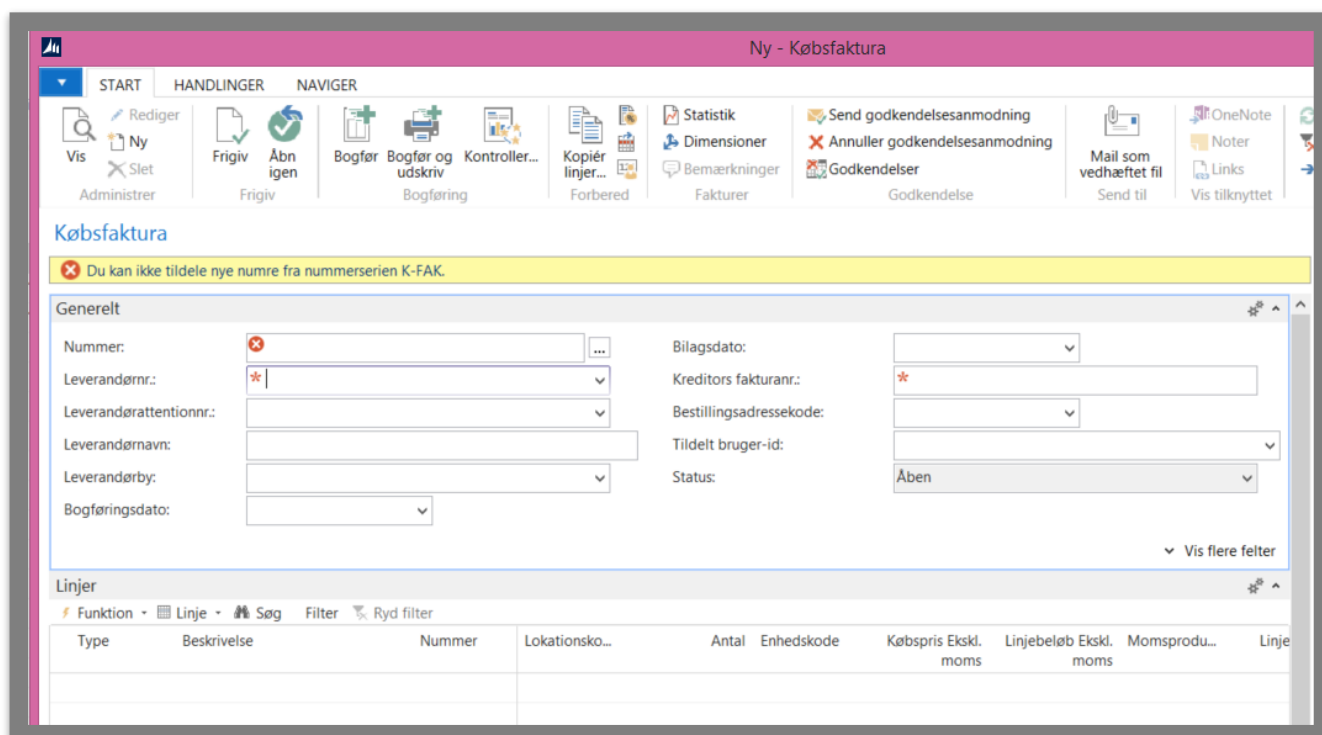 Ny - Købsfaktura
START HANDLINGER NAVIGER
Vis
Rediger
Ny
Slet
Administrer
Frigiv
Åbn igen
Frigiv
Bogfør
Bogfør og udskriv
Kontroller...
Bogføring
Kopiér linjer...
Forbered
Statistik
Dimensioner
Bemærkninger
Fakturer
Send godkendelsesanmodning
Annuller godkendelsesanmodning
Godkendelser
Godkendelse
Mail som vedhæftet fil
Send til
OneNote
Noter
Links
Vis tilknyttet
Købsfaktura
Du kan ikke tildele nye numre fra nummerserien K-FAK.
Generelt
Nummer:
...
Leverandørnr.:
*
Leverandørattentionnr.:
Leverandørnavn:
Leverandørby:
Bogføringsdato:
Bilagsdato:
Kreditors fakturanr.:
*
Bestillingsadressekode:
Tildelt bruger-id:
Status: Åben
Vis flere felter
Linjer
Funktion Linje Søg Filter Ryd filter
Type Beskrivelse Nummer Lokationsko... Antal Enhedskode Købspris Ekskl. moms Linjebeløb Ekskl. moms Momsprodu... Linje